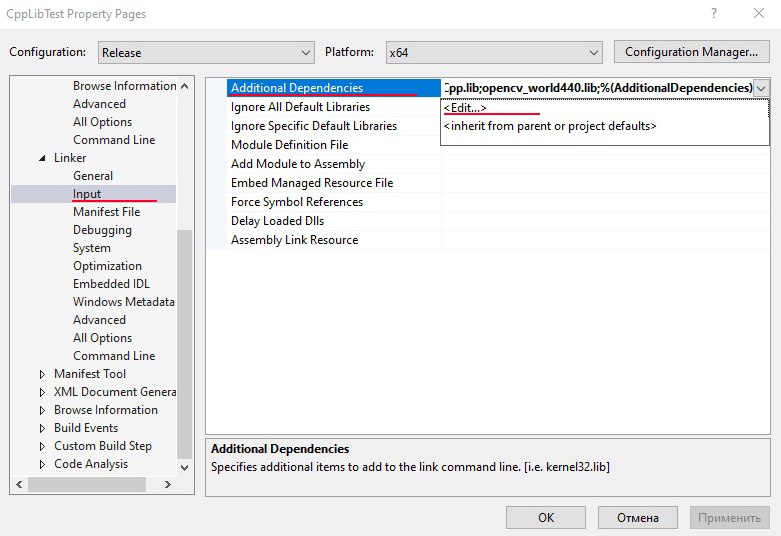 CppLibTest Property Pages
Configuration: Release Platform: x64 Configuration Manager...
Browse Information
Advanced
All Options
Command Line
Linker
General
Input
Manifest File
Debugging
System
Optimization
Embedded IDL
Windows Metadata
Advanced
All Options
Command Line
Manifest Tool
XML Document Genera
Browse Information
Build Events
Custom Build Step
Code Analysis
Additional Dependencies Cpp.lib;opencv_world440.lib;%(AdditionalDependencies)
<Edit...>
<inherit from parent or project defaults>
Ignore All Default Libraries
Ignore Specific Default Libraries
Module Definition File
Add Module to Assembly
Embed Managed Resource File
Force Symbol References
Delay Loaded Dlls
Assembly Link Resource
Additional Dependencies
Specifies additional items to add to the link command line. [i.e. kernel32.lib]
OK Отмена Применить